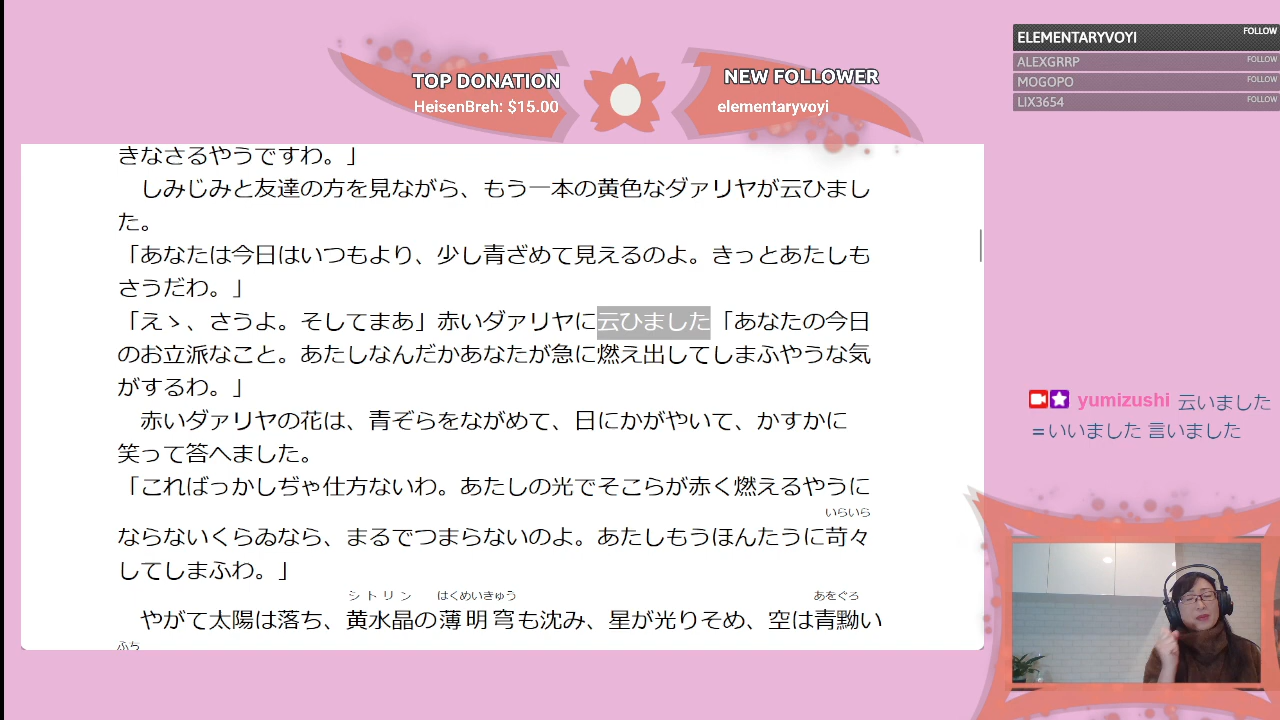 TOP DONATION
HeisenBreh: $15.00
NEW FOLLOWER
elementaryvoyi
ELEMENTARYVOYI FOLLOW
ALEXGRRP FOLLOW
MOGOPO FOLLOW
LIX3654 FOLLOW
きなさるやうですわ。」
しみじみと友達の方を見ながら、もう一本の黄色なダァリヤが云ひまし
た。
「あなたは今日はいつもより、少し青ざめて見えるのよ。きっとあたしも
さうだわ。」
「えゝ、さうよ。そしてまあ」赤いダァリヤに云ひました「あなたの今日
のお立派なこと。あたしなんだかあなたが急に燃え出してしまふやうな気
がするわ。」
赤いダァリヤの花は、青ぞらをながめて、日にかがやいて、かすかに
笑って答へました。
「こればっかしぢゃ仕方ないわ。あたしの光でそこらが赤く燃えるやうに
いらいら
ならないくらゐなら、まるでつまらないのよ。あたしもうほんたうに苛々
してしまふわ。」
シトリン はくめいきゅう あをぐろ
やがて太陽は落ち、黄水晶の薄明穹も沈み、星が光りそめ、空は青黝い
ふち
yumizushi 云いました
＝いいました 言いました